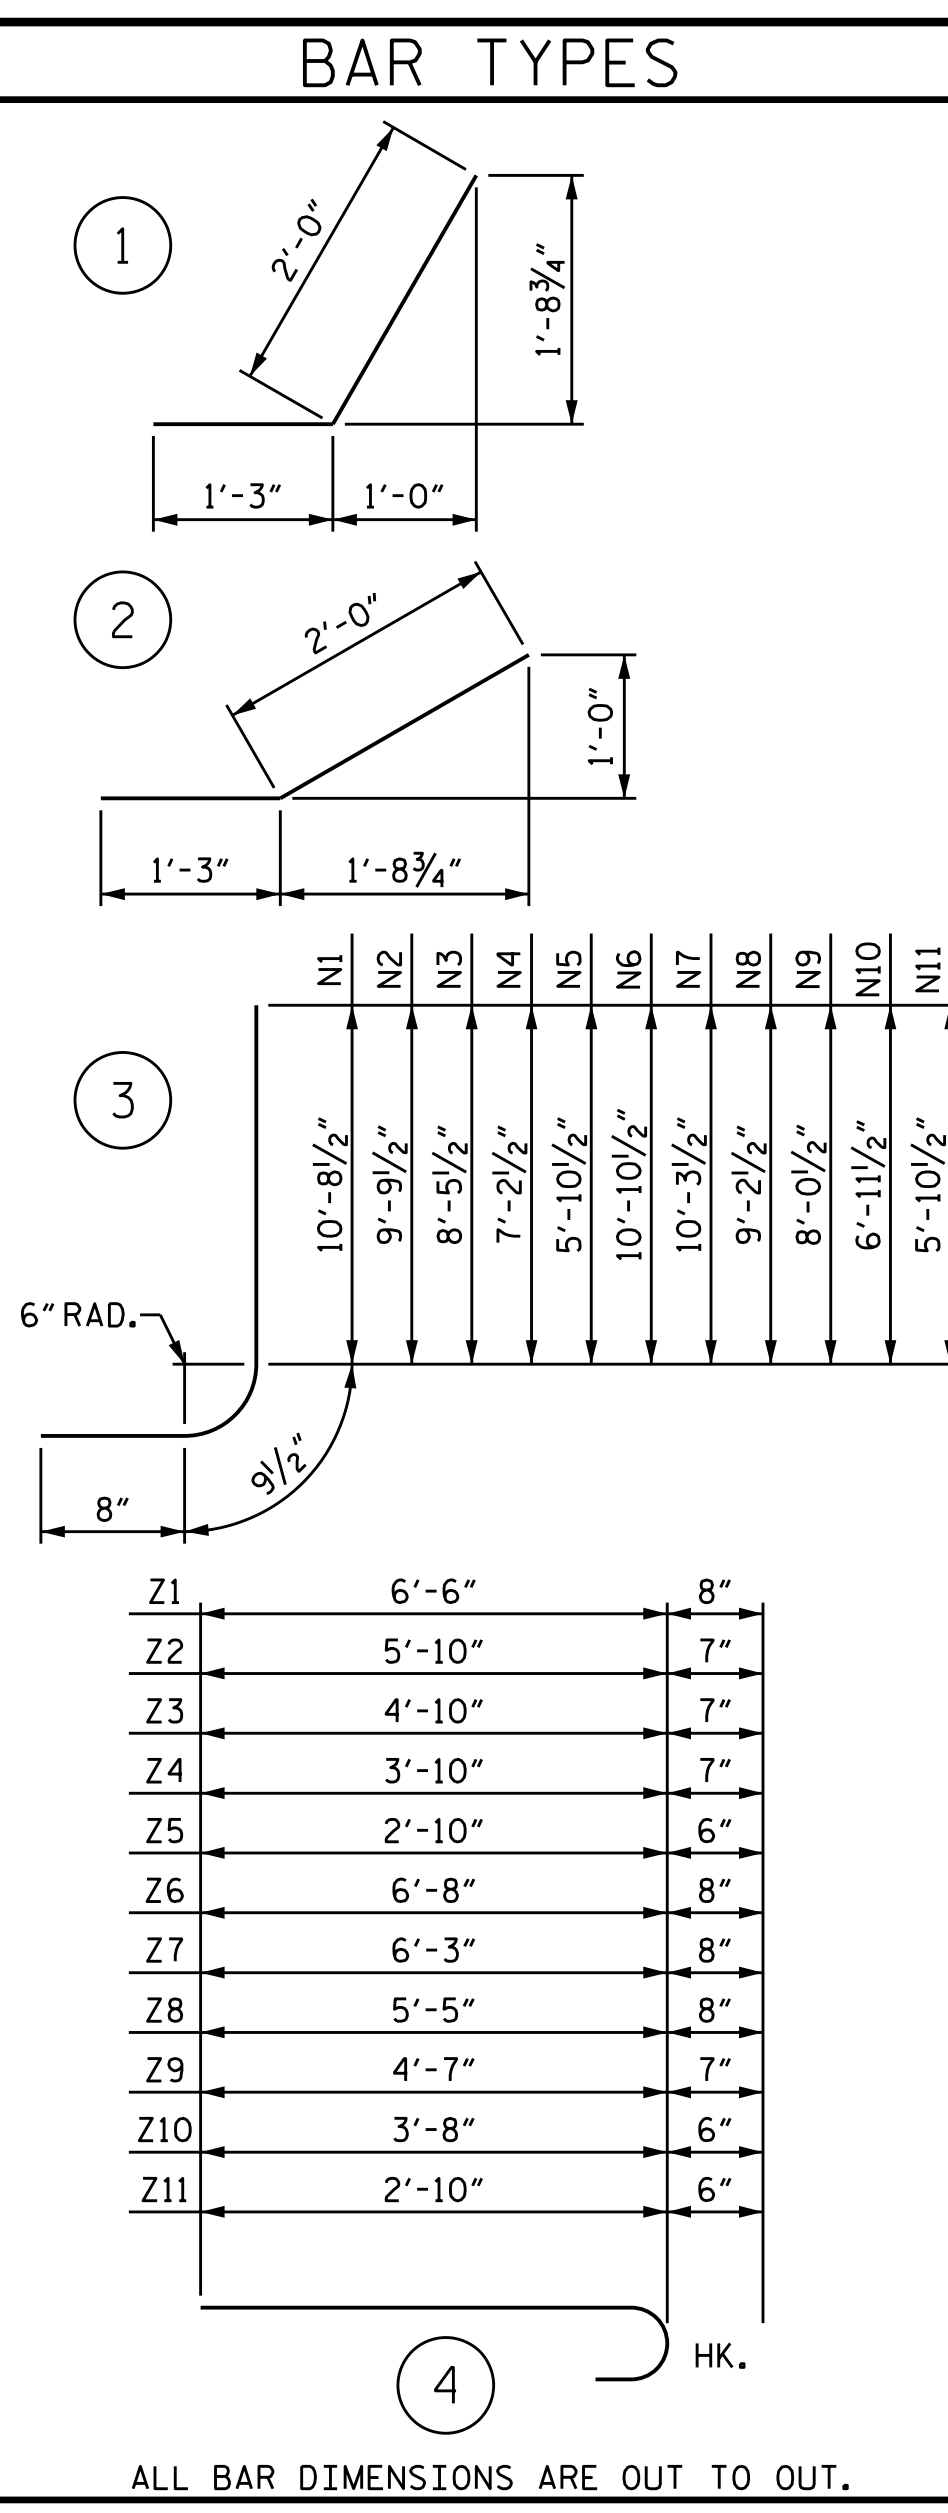 BAR TYPES
1
2'-0"
1'-8¾"
1'-3" 1'-0"
2
2'-0"
1'-0"
1'-3" 1'-8¾"
N1 N2 N3 N4 N5 N6 N7 N8 N9 N10 N11
3
10'-8½" 9'-9½" 8'-5½" 7'-2½" 5'-10½" 10'-10½" 10'-3½" 9'-2½" 8'-0½" 6'-11½" 5'-10½"
6" RAD.
9½"
8"
Z1 6'-6" 8"
Z2 5'-10" 7"
Z3 4'-10" 7"
Z4 3'-10" 7"
Z5 2'-10" 6"
Z6 6'-8" 8"
Z7 6'-3" 8"
Z8 5'-5" 8"
Z9 4'-7" 7"
Z10 3'-8" 6"
Z11 2'-10" 6"
HK.
4
ALL BAR DIMENSIONS ARE OUT TO OUT.